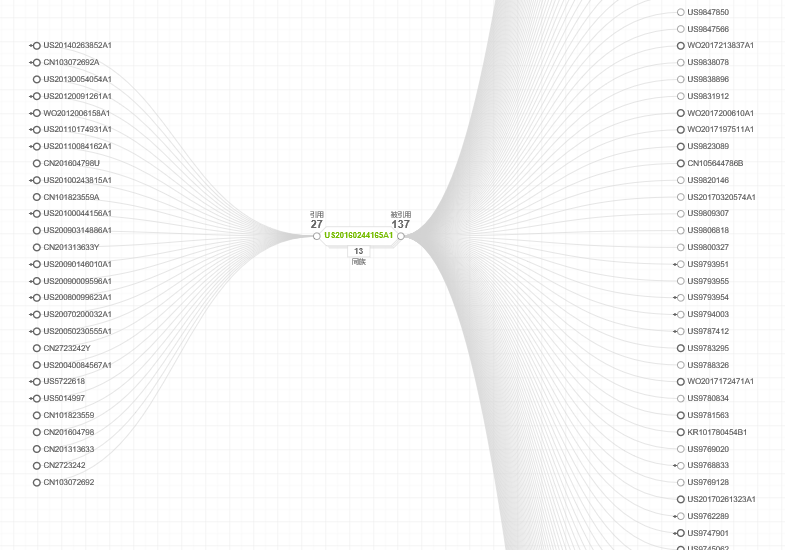 US20140263852A1
CN103072692A
US20130054054A1
US20120091261A1
WO2012006158A1
US20110174931A1
US20110084162A1
CN201604798U
US20100243815A1
CN101823559A
US20100044156A1
US20090314886A1
CN201313633Y
US20090146010A1
US20090009596A1
US20080099623A1
US20070200032A1
US20050230555A1
CN2723242Y
US20040084567A1
US5722618
US5014997
CN101823559
CN201604798
CN201313633
CN2723242
CN103072692
引用
27
US20160244165A1
被引用
137
13
同族
US9847850
US9847566
WO2017213837A1
US9838078
US9838896
US9831912
WO2017200610A1
WO2017197511A1
US9823089
CN105644786B
US9820146
US20170320574A1
US9809307
US9806818
US9800327
US9793951
US9793955
US9793954
US9794003
US9787412
US9783295
US9788326
WO2017172471A1
US9780834
US9781563
KR101780454B1
US9769020
US9768833
US9769128
US20170261323A1
US9762289
US9747901
US9745062